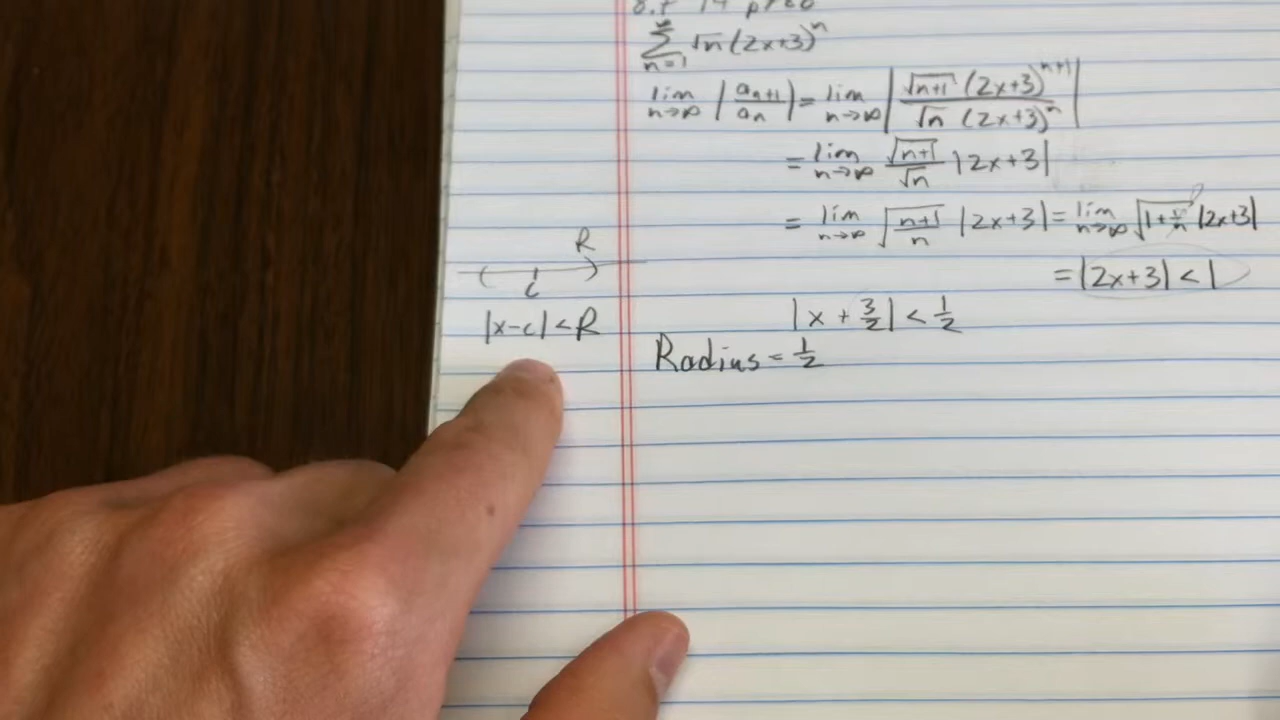 ∞
∑ √n (2x+3)^n
n=1
lim n→∞ |a_{n+1}/a_n| = lim n→∞ |√(n+1) (2x+3)^{n+1} / √n (2x+3)^n|
= lim n→∞ √(n+1)/√n |2x+3|
= lim n→∞ √((n+1)/n) |2x+3| = lim n→∞ √(1+1/n) |2x+3|
= |2x+3| < 1
R
c
|x-c| < R
|x + 3/2| < 1/2
Radius = 1/2